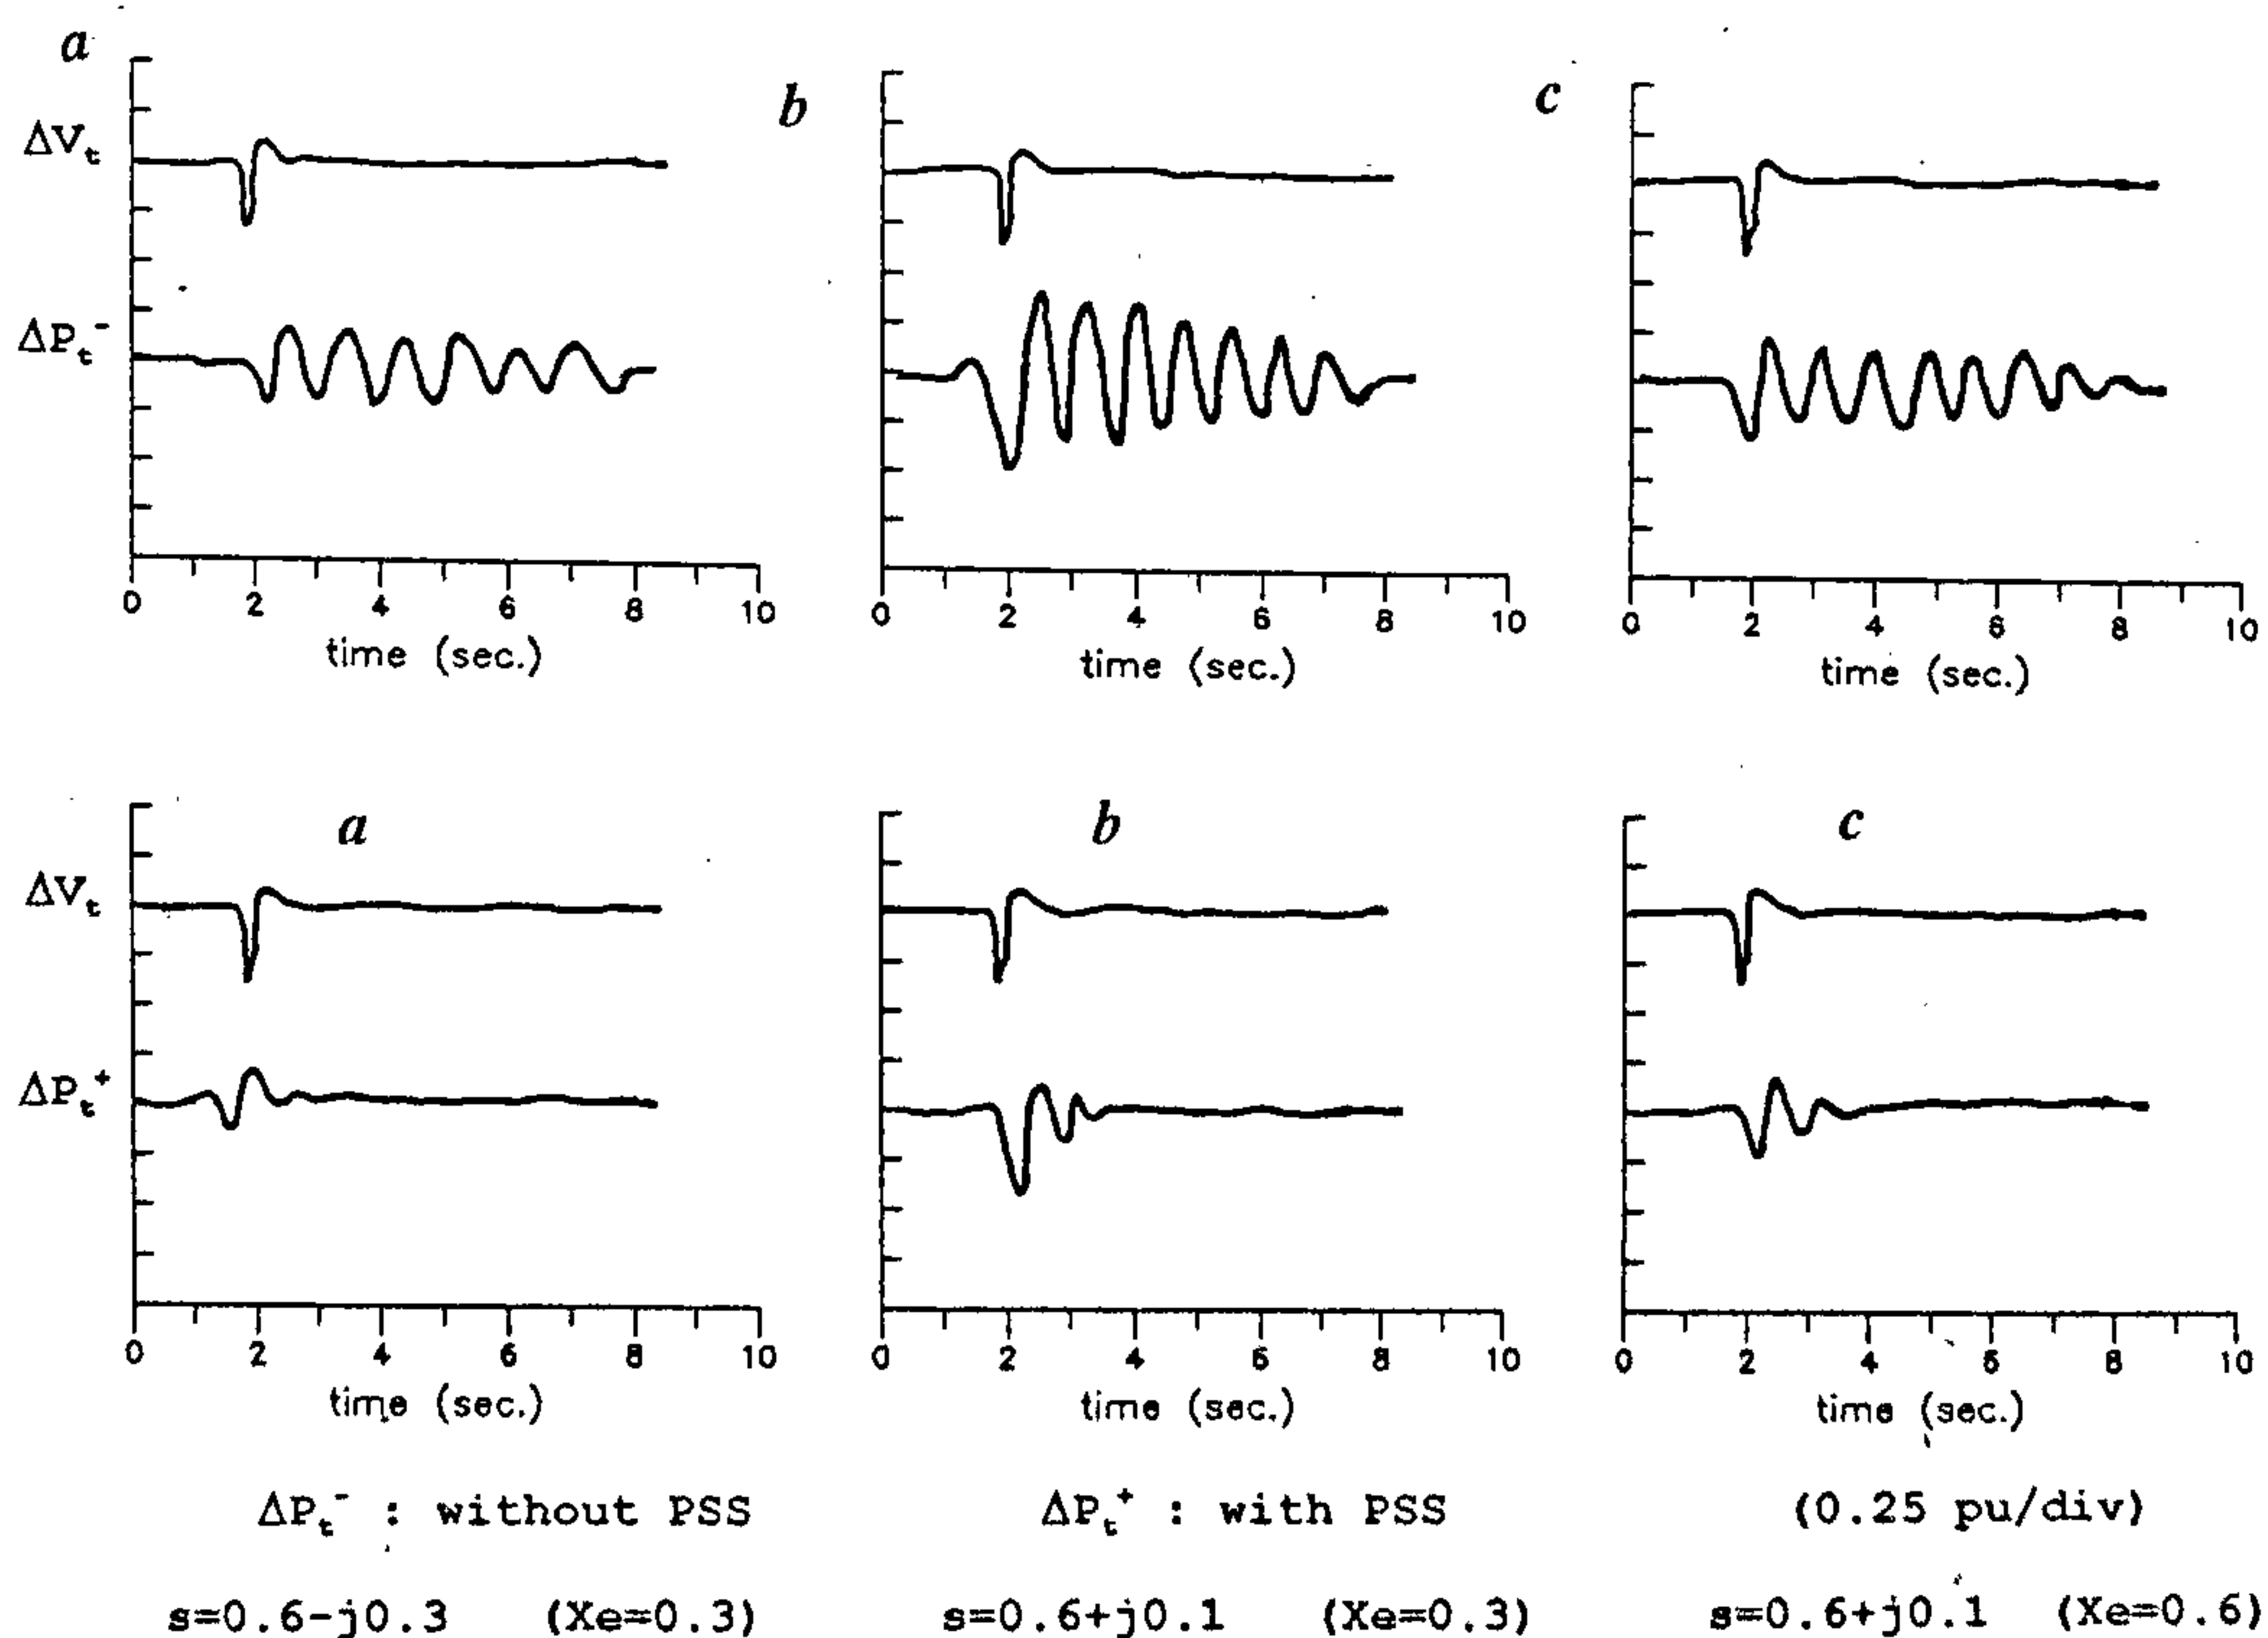 a
b
c
ΔVt
ΔPt-
0 2 4 6 8 10
time (sec.)
0 2 4 6 8 10
time (sec.)
0 2 4 6 8 10
time (sec.)
a
b
c
ΔVt
ΔPt+
0 2 4 6 8 10
time (sec.)
0 2 4 6 8 10
time (sec.)
0 2 4 6 8 10
time (sec.)
ΔPt- : without PSS
ΔPt+ : with PSS
(0.25 pu/div)
s=0.6-j0.3 (Xe=0.3)
s=0.6+j0.1 (Xe=0.3)
s=0.6+j0.1 (Xe=0.6)